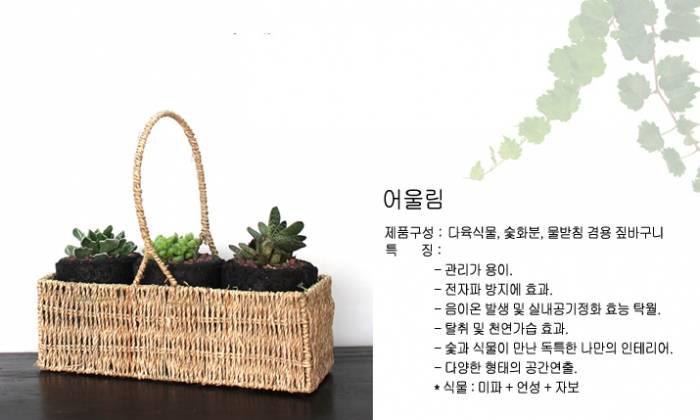 어울림
제품구성 : 다육식물, 숯화분, 물받침 겸용 짚바구니
특 징 :
- 관리가 용이.
- 전자파 방지에 효과.
- 음이온 발생 및 실내공기정화 효능 탁월.
- 탈취 및 천연가습 효과.
- 숯과 식물이 만난 독특한 나만의 인테리어.
- 다양한 형태의 공간연출.
* 식물 : 미파 + 언성 + 자보